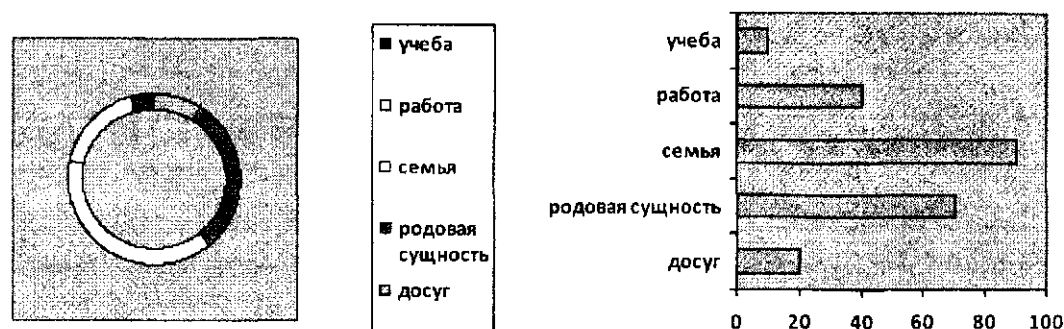 учеба
работа
семья
родовая
сущность
досуг
учеба
работа
семья
родовая сущность
досуг
0 20 40 60 80 100